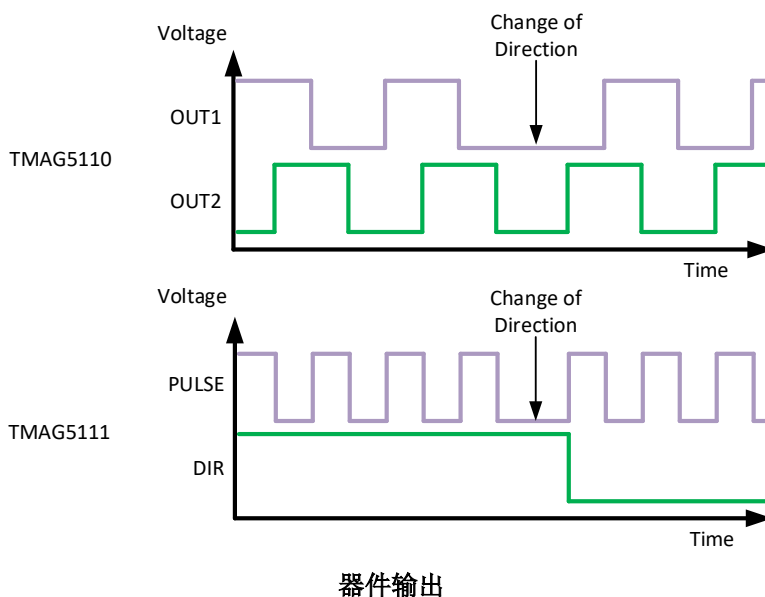 Voltage
Change of
Direction
OUT1
TMAG5110
OUT2
Time
Voltage
Change of
Direction
PULSE
TMAG5111
DIR
Time
器件输出